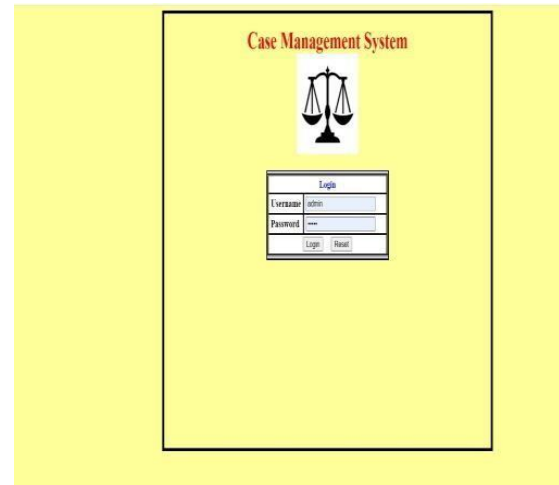 Case Management System
Login
Username admin
Password •••••
Login Reset